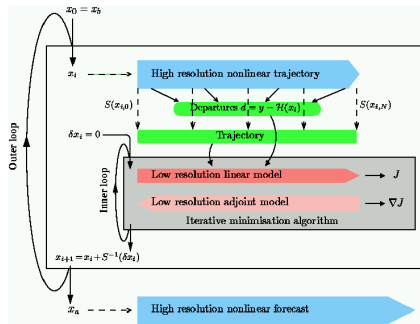 x₀ = x_b
x_i
High resolution nonlinear trajectory
S(x_{i,0})
Departures d = y − H(x_i)
S(x_{i,N})
δx_i = 0
Trajectory
Outer loop
Inner loop
Low resolution linear model
J
Low resolution adjoint model
∇J
Iterative minimisation algorithm
x_{i+1} = x_i + S⁻¹(δx_i)
x_a
High resolution nonlinear forecast